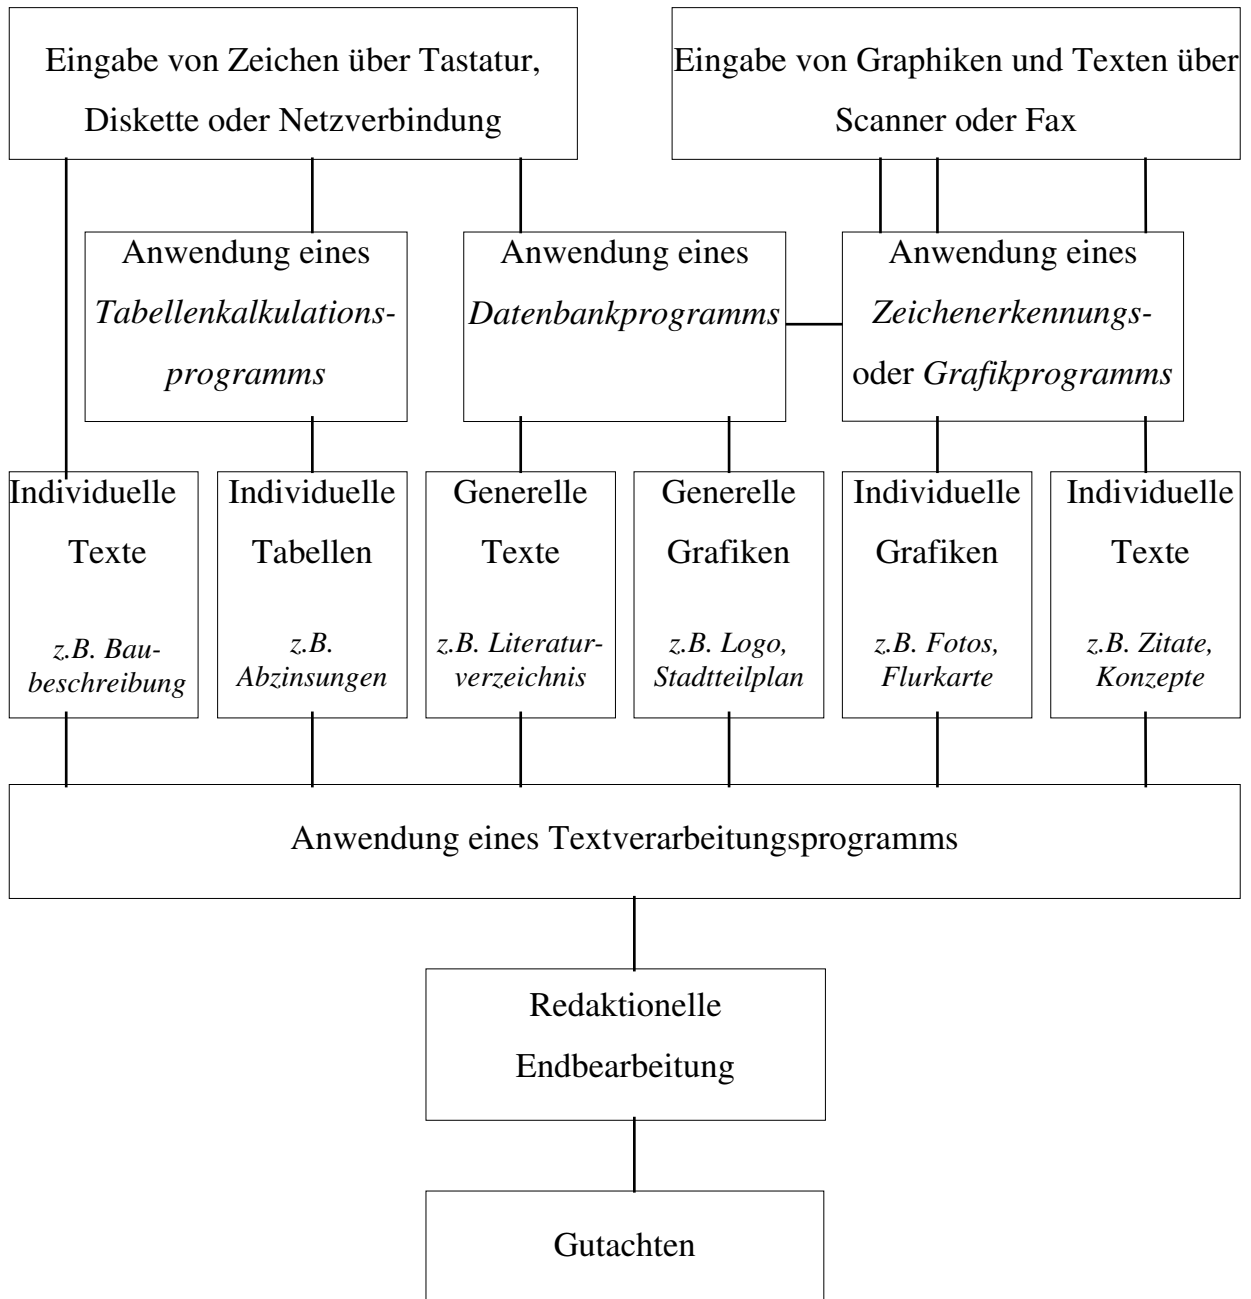 Eingabe von Zeichen über Tastatur,
Diskette oder Netzverbindung
Eingabe von Graphiken und Texten über
Scanner oder Fax
Anwendung eines
Tabellenkalkulations-
programms
Anwendung eines
Datenbankprogramms
Anwendung eines
Zeichenerkennungs-
oder Grafikprogramms
Individuelle
Texte
z.B. Bau-
beschreibung
Individuelle
Tabellen
z.B.
Abzinsungen
Generelle
Texte
z.B. Literatur-
verzeichnis
Generelle
Grafiken
z.B. Logo,
Stadtteilplan
Individuelle
Grafiken
z.B. Fotos,
Flurkarte
Individuelle
Texte
z.B. Zitate,
Konzepte
Anwendung eines Textverarbeitungsprogramms
Redaktionelle
Endbearbeitung
Gutachten